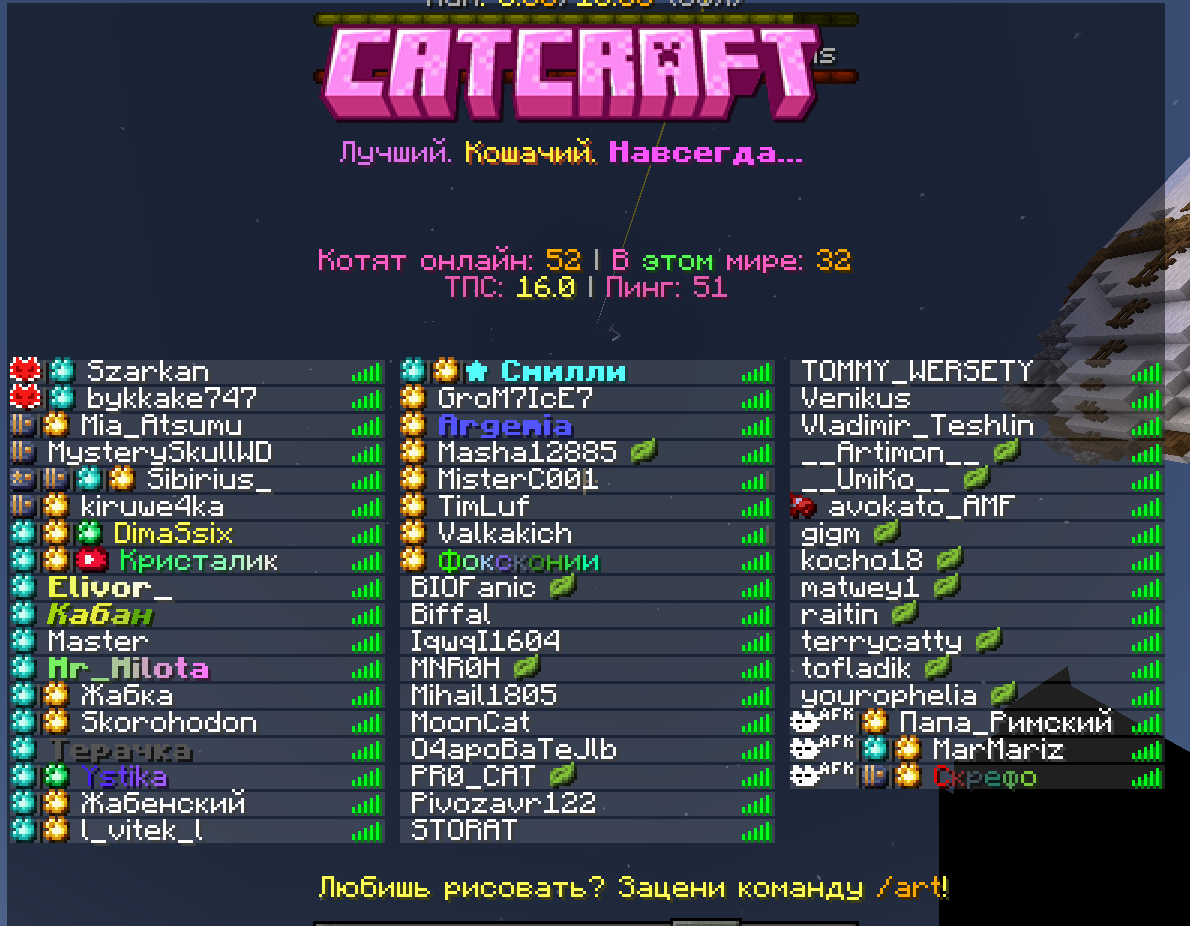 CATCRAFT
Лучший. Кошачий. Навсегда...
Котят онлайн: 52 | В этом мире: 32
ТПС: 16.0 | Пинг: 51
Szarkan
bykkake747
Mia_Atsumu
MysterySkullWD
Sibirius_
kiruwe4ka
DimaSsix
Кристалик
Elivor_
Кабан
Master
Mr_Milota
Жабка
Skorohodon
Терачка
Ystika
Жабенский
l_vitek_l
Снилли
GroM7IcE7
Argemia
Masha12885
MisterC001
TimLuf
Valkakich
Фококонии
BIOFanic
Biffal
IqwqI1604
MNR0H
Mihail1805
MoonCat
O4apoBaTeJlb
PR0_CAT
Pivozavr122
STORAT
TOMMY_WERSETY
Venikus
Vladimir_Teshlin
__Artimon__
__UmiKo__
avokato_AMF
gigm
kocho18
matwey1
raitin
terrycatty
tofladik
yourophelia
AFK Папа_Римский
AFK MarMariz
AFK Скрефо
Любишь рисовать? Зацени команду /art!